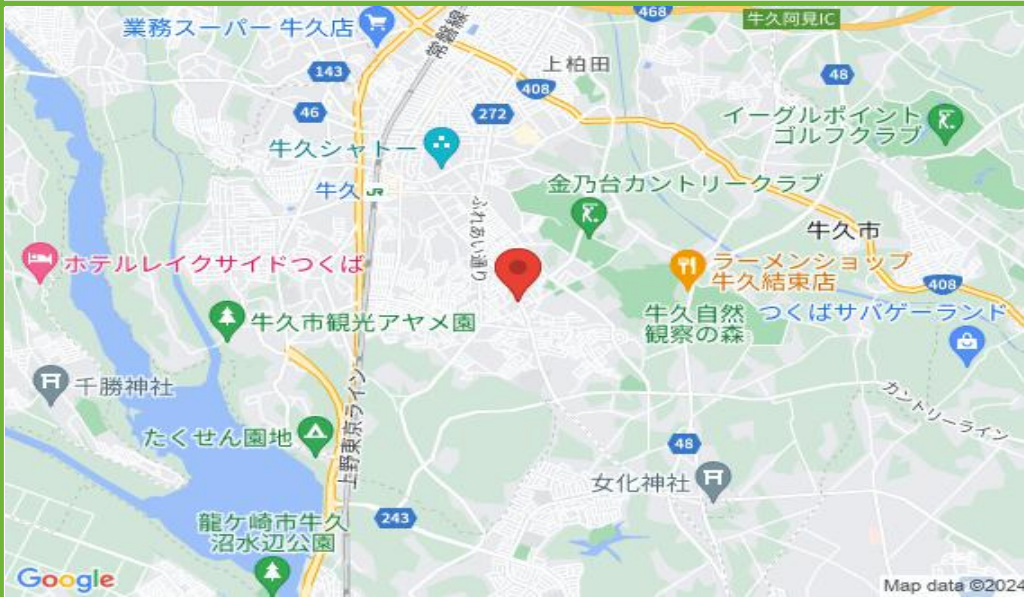 業務スーパー 牛久店
468
牛久阿見IC
常磐線
143
上柏田
48
408
46
272
イーグルポイント
ゴルフクラブ
牛久シャトー
牛久
JR
金乃台カントリークラブ
ふれあい通り
牛久市
ホテルレイクサイドつくば
ラーメンショップ
牛久結束店
408
牛久市観光アヤメ園
牛久自然
観察の森
つくばサバゲーランド
千勝神社
カントリーライン
たくせん園地
上野東京ライン
48
女化神社
243
龍ケ崎市牛久
沼水辺公園
Google
Map data ©2024